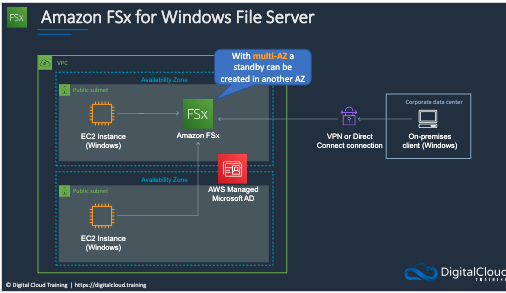 FSx
Amazon FSx for Windows File Server
With multi-AZ a
standby can be
created in another AZ
VPC
Availability Zone
Public subnet
FSx
EC2 Instance
(Windows)
Amazon FSx
VPN or Direct
Connect connection
Corporate data center
On-premises
client (Windows)
Availability Zone
AWS Managed
Microsoft AD
Public subnet
EC2 Instance
(Windows)
© Digital Cloud Training | https://digitalcloud.training
DigitalCloud
TRAINING